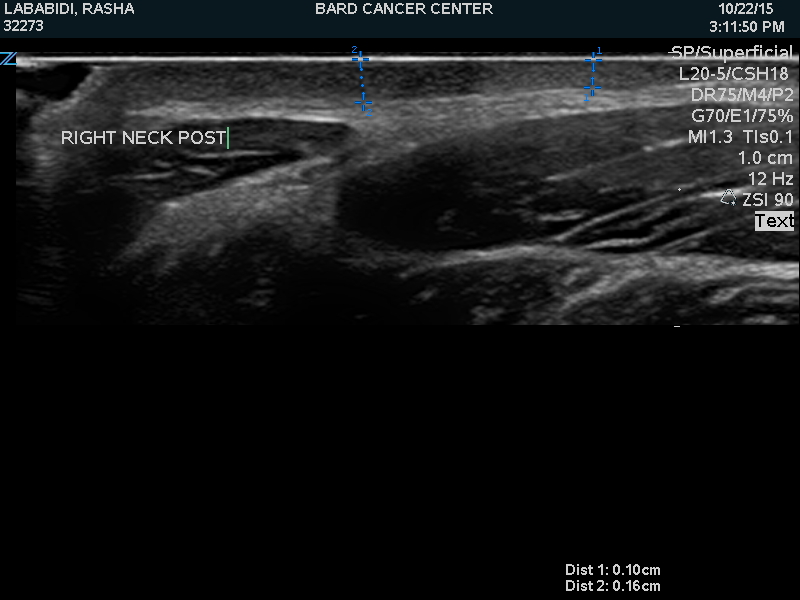 LABABIDI, RASHA BARD CANCER CENTER 10/22/15
32273 3:11:50 PM
2 1
Z SP/Superficial
L20-5/CSH18
DR75/M4/P2
G70/E1/75%
RIGHT NECK POST MI1.3 TIs0.1
1.0 cm
12 Hz
ZSI 90
Text
Dist 1: 0.10cm
Dist 2: 0.16cm